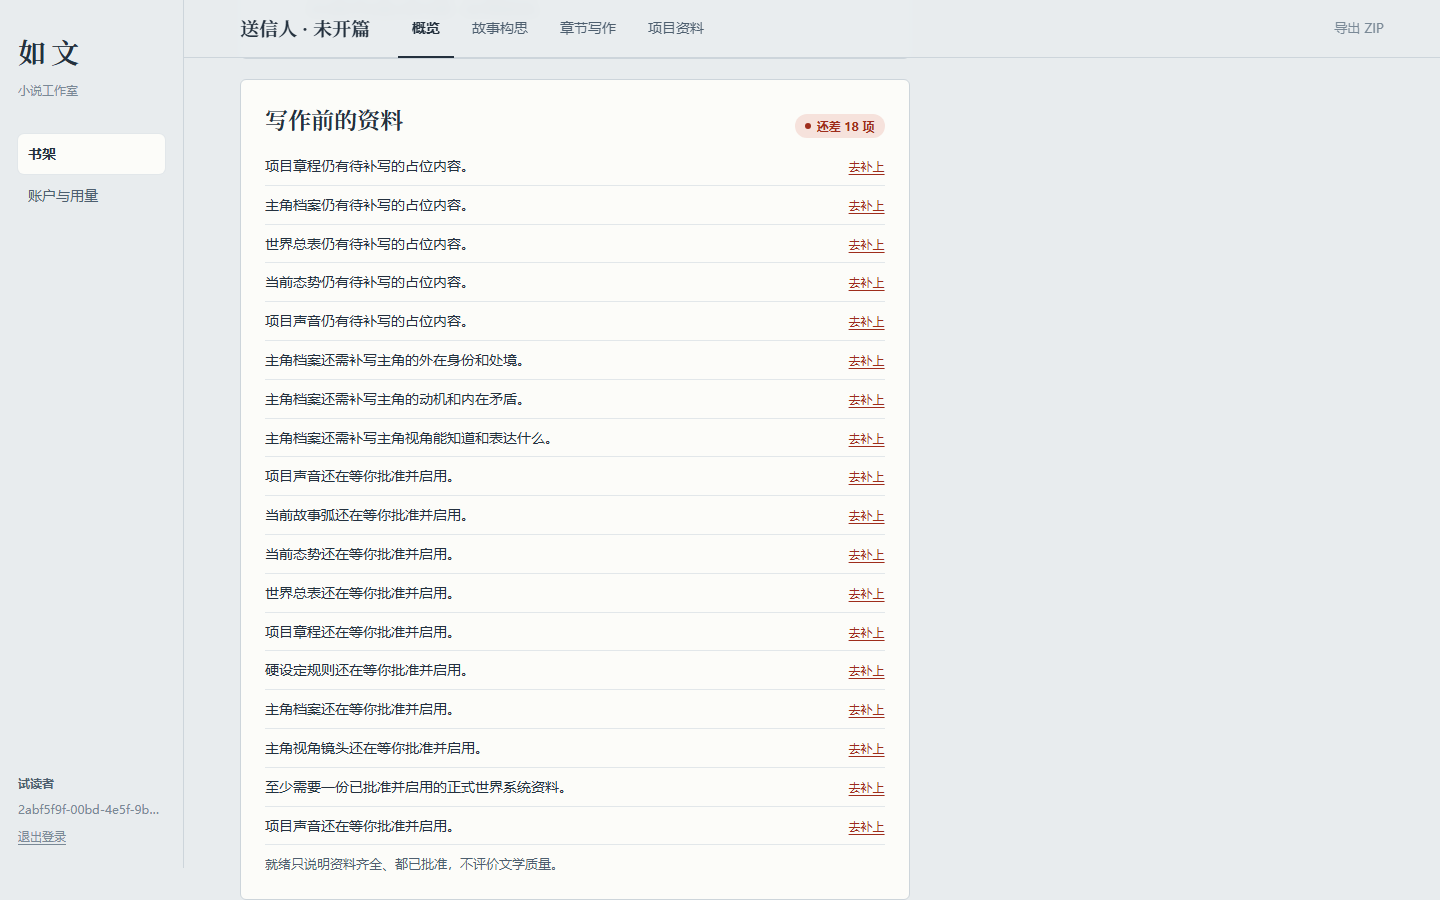 如文
小说工作室
书架
账户与用量
试读者
2abf5f9f-00bd-4e5f-9b...
退出登录
送信人 · 未开篇
概览
故事构思
章节写作
项目资料
导出 ZIP
写作前的资料
还差 18 项
项目章程仍有待补写的占位内容。 去补上
主角档案仍有待补写的占位内容。 去补上
世界总表仍有待补写的占位内容。 去补上
当前态势仍有待补写的占位内容。 去补上
项目声音仍有待补写的占位内容。 去补上
主角档案还需补写主角的外在身份和处境。 去补上
主角档案还需补写主角的动机和内在矛盾。 去补上
主角档案还需补写主角视角能知道和表达什么。 去补上
项目声音还在等你批准并启用。 去补上
当前故事弧还在等你批准并启用。 去补上
当前态势还在等你批准并启用。 去补上
世界总表还在等你批准并启用。 去补上
项目章程还在等你批准并启用。 去补上
硬设定规则还在等你批准并启用。 去补上
主角档案还在等你批准并启用。 去补上
主角视角镜头还在等你批准并启用。 去补上
至少需要一份已批准并启用的正式世界系统资料。 去补上
项目声音还在等你批准并启用。 去补上
就绪只说明资料齐全、都已批准，不评价文学质量。